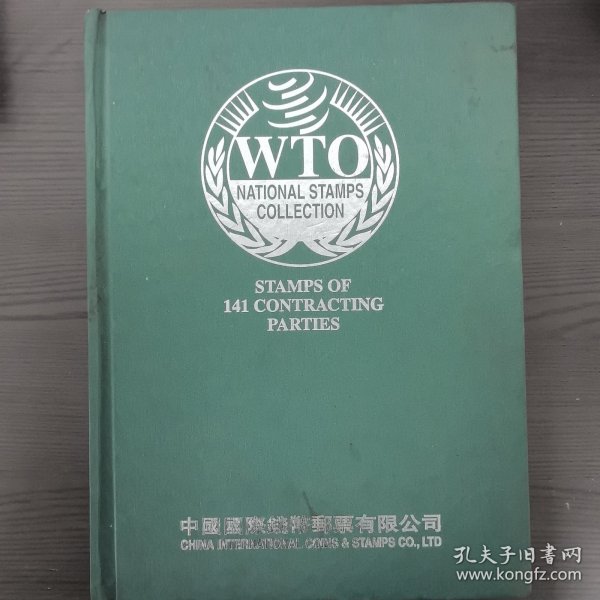 WTO
NATIONAL STAMPS
COLLECTION
STAMPS OF
141 CONTRACTING
PARTIES
中國國際錢幣郵票有限公司
CHINA INTERNATIONAL COINS & STAMPS CO., LTD
孔夫子旧书网
www.kongfz.com